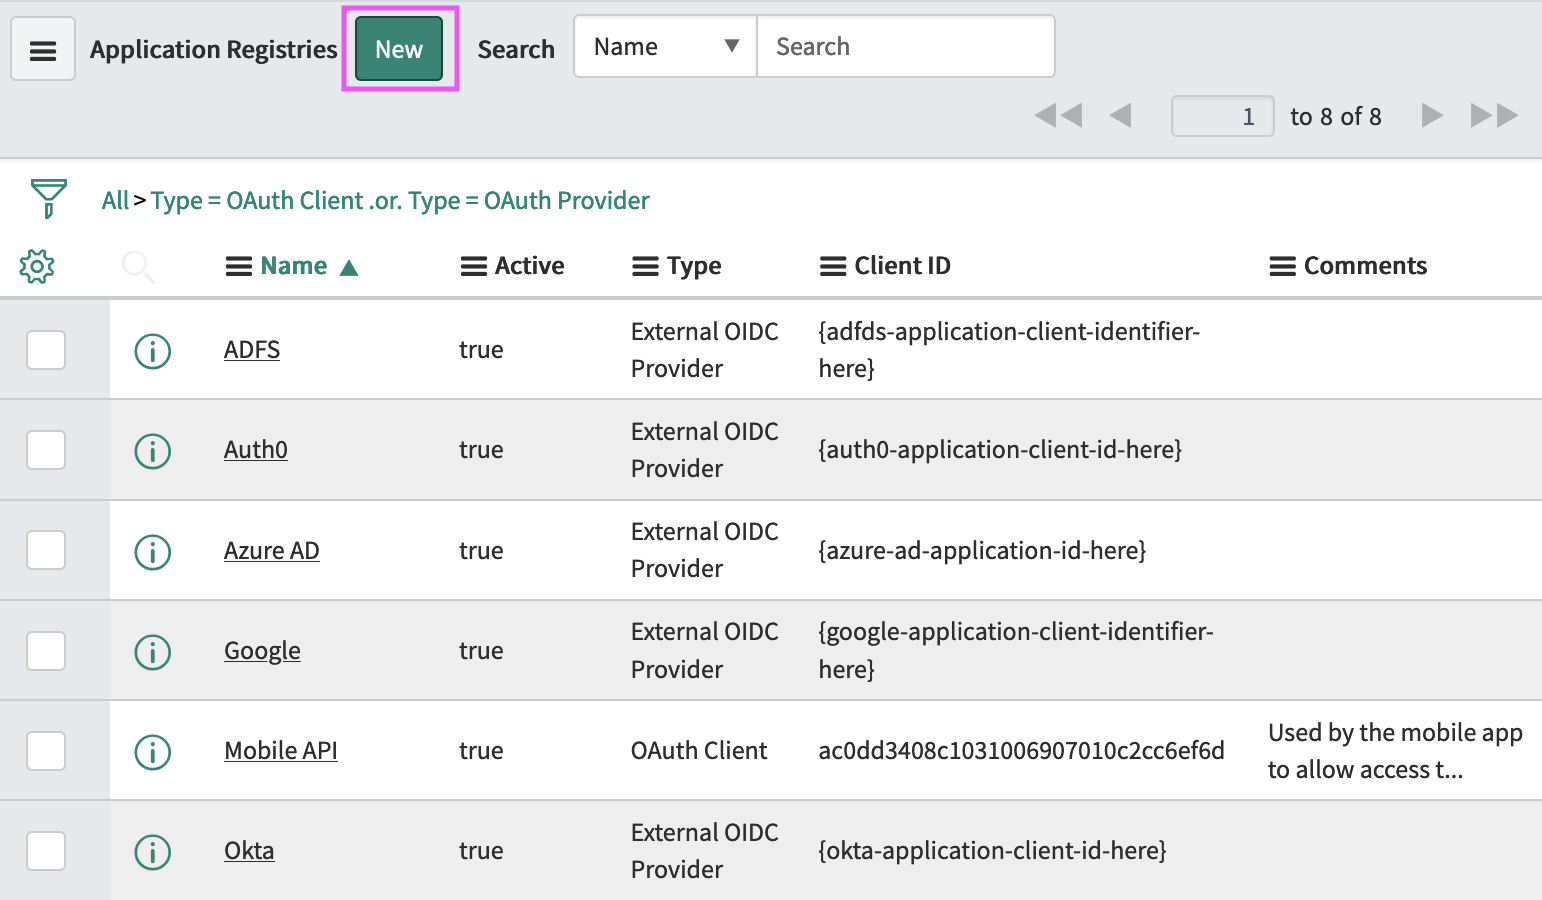 Application Registries New Search Name Search
1 to 8 of 8
All > Type = OAuth Client .or. Type = OAuth Provider
Name Active Type Client ID Comments
ADFS true External OIDC Provider {adfds-application-client-identifier-here}
Auth0 true External OIDC Provider {auth0-application-client-id-here}
Azure AD true External OIDC Provider {azure-ad-application-id-here}
Google true External OIDC Provider {google-application-client-identifier-here}
Mobile API true OAuth Client ac0dd3408c1031006907010c2cc6ef6d Used by the mobile app to allow access t...
Okta true External OIDC Provider {okta-application-client-id-here}